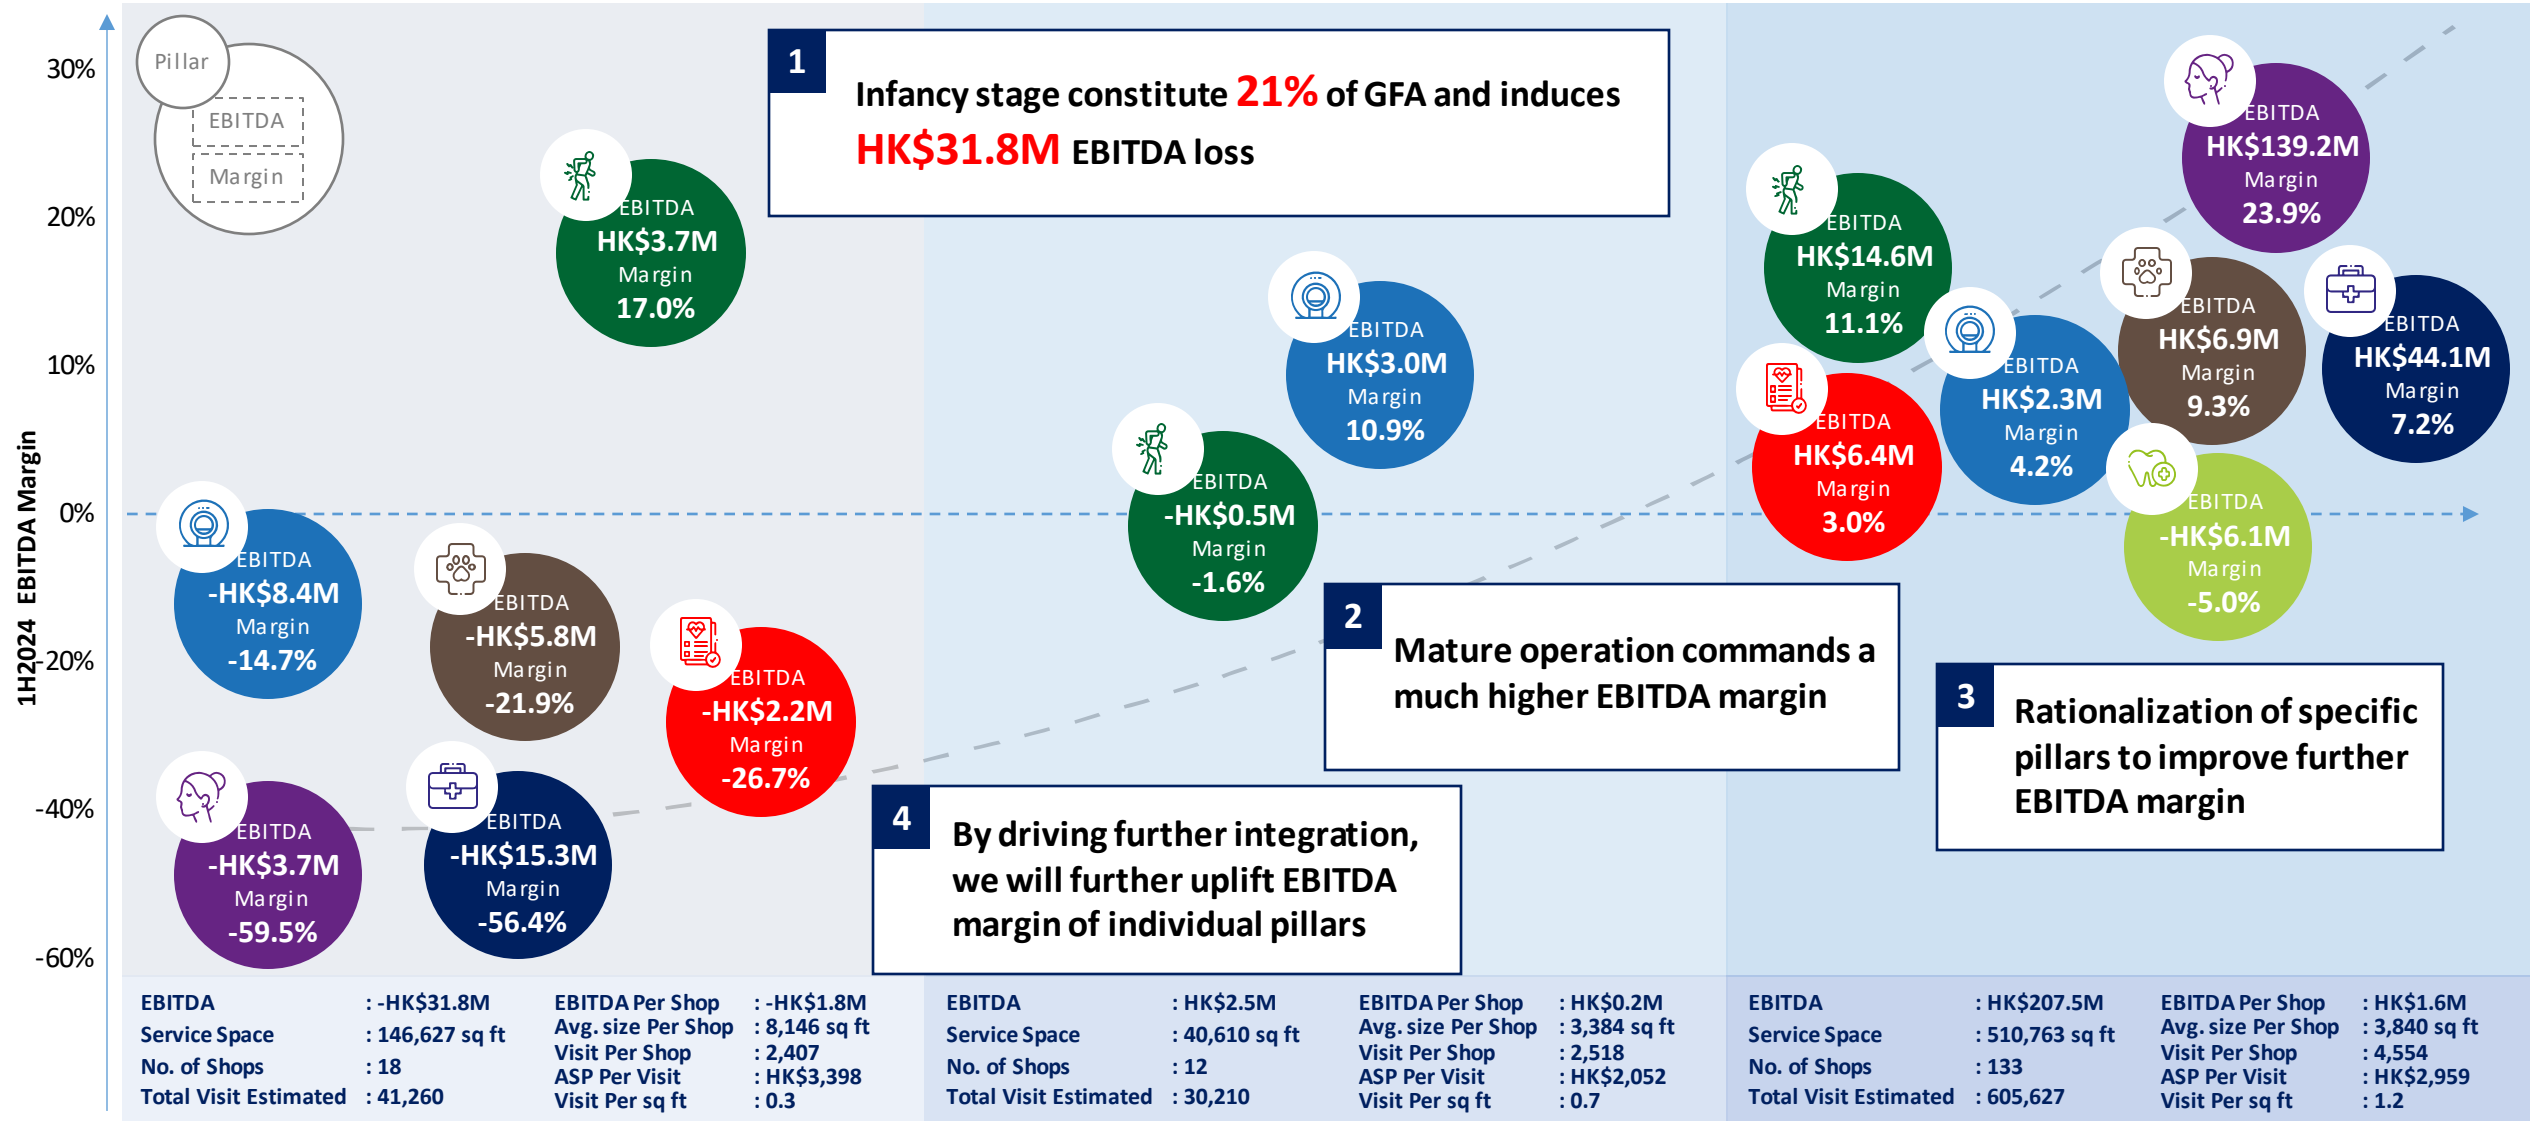 1H2024 EBITDA Margin
30%
20%
10%
0%
-20%
-40%
-60%
Pillar
EBITDA
Margin
1
Infancy stage constitute 21% of GFA and induces
HK$31.8M EBITDA loss
EBITDA
HK$3.7M
Margin
17.0%
EBITDA
-HK$8.4M
Margin
-14.7%
EBITDA
-HK$5.8M
Margin
-21.9%
EBITDA
-HK$2.2M
Margin
-26.7%
EBITDA
-HK$3.7M
Margin
-59.5%
EBITDA
-HK$15.3M
Margin
-56.4%
EBITDA
HK$3.0M
Margin
10.9%
EBITDA
-HK$0.5M
Margin
-1.6%
EBITDA
HK$139.2M
Margin
23.9%
EBITDA
HK$14.6M
Margin
11.1%
EBITDA
HK$6.9M
Margin
9.3%
EBITDA
HK$44.1M
Margin
7.2%
EBITDA
HK$2.3M
Margin
4.2%
EBITDA
HK$6.4M
Margin
3.0%
EBITDA
-HK$6.1M
Margin
-5.0%
2
Mature operation commands a
much higher EBITDA margin
3
Rationalization of specific
pillars to improve further
EBITDA margin
4
By driving further integration,
we will further uplift EBITDA
margin of individual pillars
EBITDA : -HK$31.8M
Service Space : 146,627 sq ft
No. of Shops : 18
Total Visit Estimated : 41,260
EBITDA Per Shop : -HK$1.8M
Avg. size Per Shop : 8,146 sq ft
Visit Per Shop : 2,407
ASP Per Visit : HK$3,398
Visit Per sq ft : 0.3
EBITDA : HK$2.5M
Service Space : 40,610 sq ft
No. of Shops : 12
Total Visit Estimated : 30,210
EBITDA Per Shop : HK$0.2M
Avg. size Per Shop : 3,384 sq ft
Visit Per Shop : 2,518
ASP Per Visit : HK$2,052
Visit Per sq ft : 0.7
EBITDA : HK$207.5M
Service Space : 510,763 sq ft
No. of Shops : 133
Total Visit Estimated : 605,627
EBITDA Per Shop : HK$1.6M
Avg. size Per Shop : 3,840 sq ft
Visit Per Shop : 4,554
ASP Per Visit : HK$2,959
Visit Per sq ft : 1.2